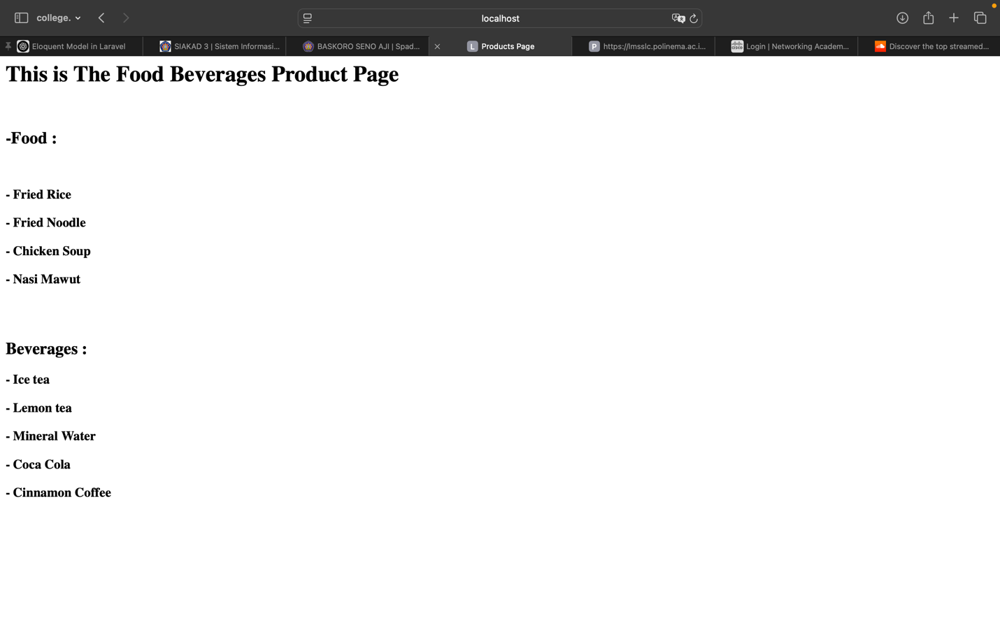 college.
localhost
Eloquent Model in Laravel
SIAKAD 3 | Sistem Informasi...
BASKORO SENO AJI | Spad...
L Products Page
P https://lmsslc.polinema.ac.i...
Login | Networking Academ...
Discover the top streamed...
This is The Food Beverages Product Page
-Food :
- Fried Rice
- Fried Noodle
- Chicken Soup
- Nasi Mawut
Beverages :
- Ice tea
- Lemon tea
- Mineral Water
- Coca Cola
- Cinnamon Coffee